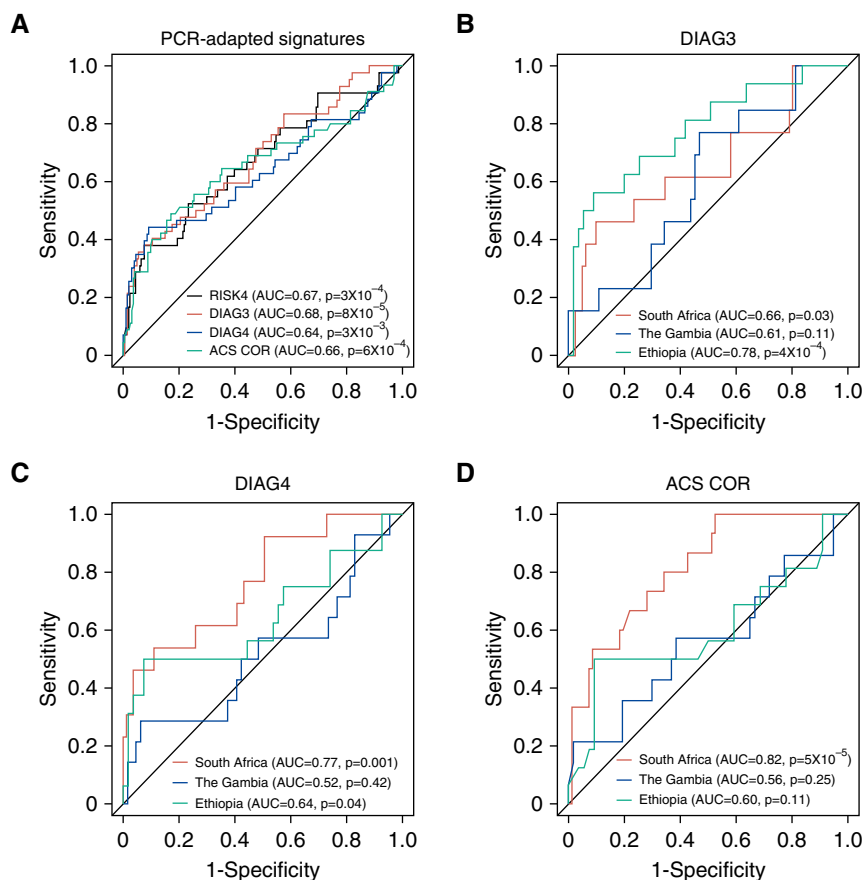 A
PCR-adapted signatures
1.0
0.8
0.6
0.4
0.2
0
Sensitivity
RISK4 (AUC=0.67, p=3X10⁻⁴)
DIAG3 (AUC=0.68, p=8X10⁻⁵)
DIAG4 (AUC=0.64, p=3X10⁻³)
ACS COR (AUC=0.66, p=6X10⁻⁴)
0 0.2 0.4 0.6 0.8 1.0
1-Specificity
B
DIAG3
1.0
0.8
0.6
0.4
0.2
0
Sensitivity
South Africa (AUC=0.66, p=0.03)
The Gambia (AUC=0.61, p=0.11)
Ethiopia (AUC=0.78, p=4X10⁻⁴)
0 0.2 0.4 0.6 0.8 1.0
1-Specificity
C
DIAG4
1.0
0.8
0.6
0.4
0.2
0
Sensitivity
South Africa (AUC=0.77, p=0.001)
The Gambia (AUC=0.52, p=0.42)
Ethiopia (AUC=0.64, p=0.04)
0 0.2 0.4 0.6 0.8 1.0
1-Specificity
D
ACS COR
1.0
0.8
0.6
0.4
0.2
0
Sensitivity
South Africa (AUC=0.82, p=5X10⁻⁵)
The Gambia (AUC=0.56, p=0.25)
Ethiopia (AUC=0.60, p=0.11)
0 0.2 0.4 0.6 0.8 1.0
1-Specificity